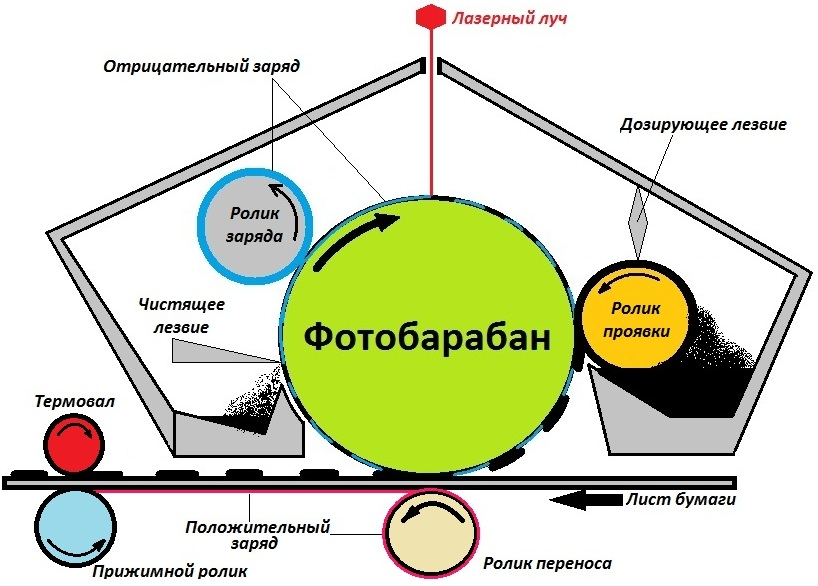 Лазерный луч
Отрицательный заряд
Дозирующее лезвие
Ролик
заряда
Чистящее
лезвие
Фотобарабан
Ролик
проявки
Термовал
Лист бумаги
Положительный
заряд
Ролик переноса
Прижимной ролик